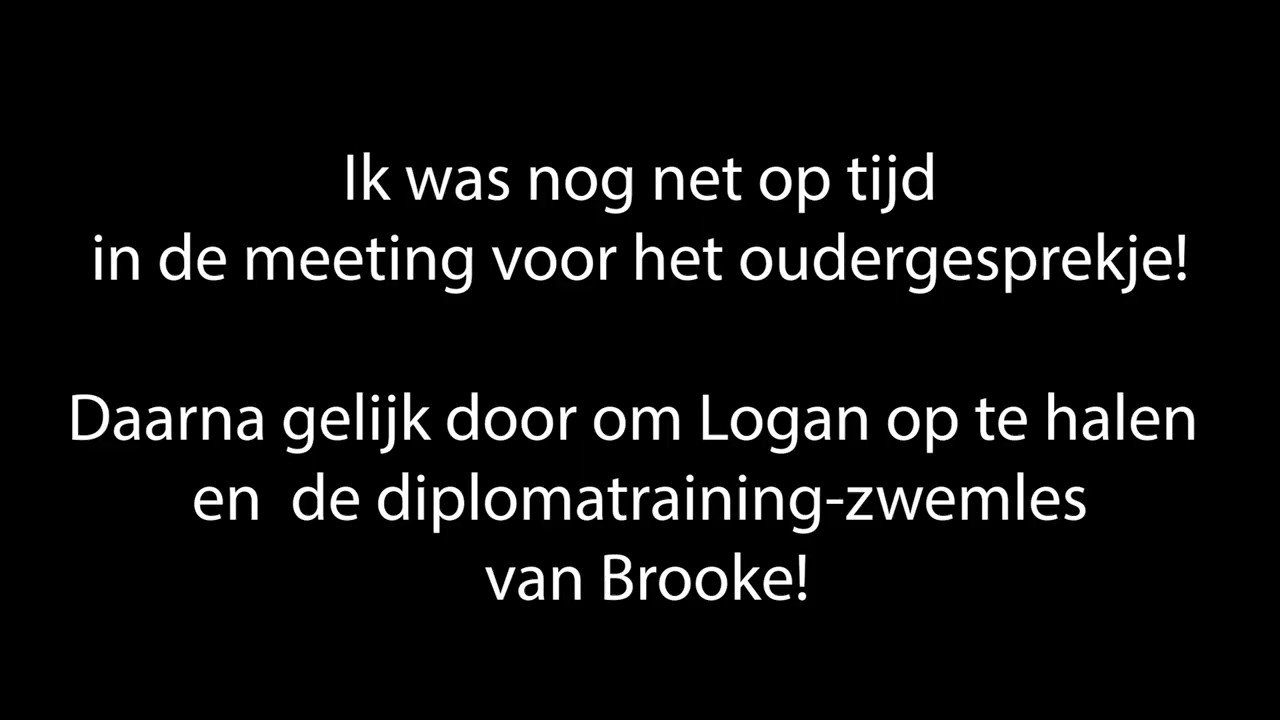 Ik was nog net op tijd
in de meeting voor het oudergesprekje!
Daarna gelijk door om Logan op te halen
en  de diplomatraining-zwemles
van Brooke!